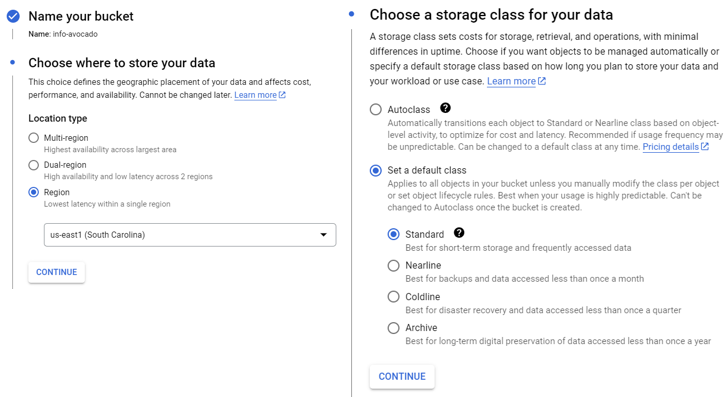 Name your bucket
Name: info-avocado
Choose where to store your data
This choice defines the geographic placement of your data and affects cost,
performance, and availability. Cannot be changed later. Learn more
Location type
Multi-region
Highest availability across largest area
Dual-region
High availability and low latency across 2 regions
Region
Lowest latency within a single region
us-east1 (South Carolina)
CONTINUE
Choose a storage class for your data
A storage class sets costs for storage, retrieval, and operations, with minimal
differences in uptime. Choose if you want objects to be managed automatically or
specify a default storage class based on how long you plan to store your data and
your workload or use case. Learn more
Autoclass ?
Automatically transitions each object to Standard or Nearline class based on object-
level activity, to optimize for cost and latency. Recommended if usage frequency may
be unpredictable. Can be changed to a default class at any time. Pricing details
Set a default class
Applies to all objects in your bucket unless you manually modify the class per object
or set object lifecycle rules. Best when your usage is highly predictable. Can't be
changed to Autoclass once the bucket is created.
Standard ?
Best for short-term storage and frequently accessed data
Nearline
Best for backups and data accessed less than once a month
Coldline
Best for disaster recovery and data accessed less than once a quarter
Archive
Best for long-term digital preservation of data accessed less than once a year
CONTINUE